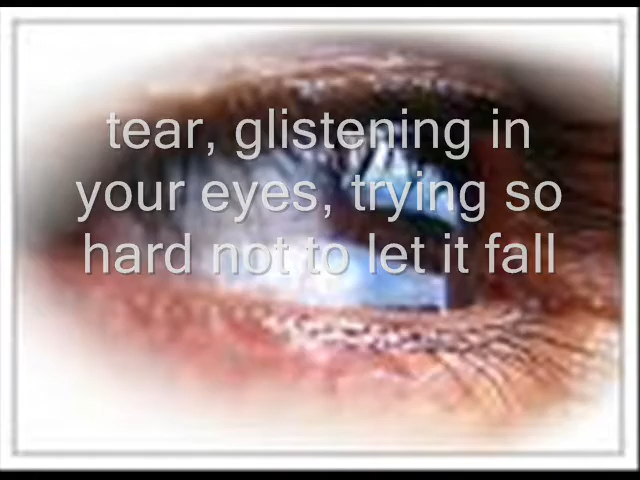 tear, glistening in
your eyes, trying so
hard not to let it fall